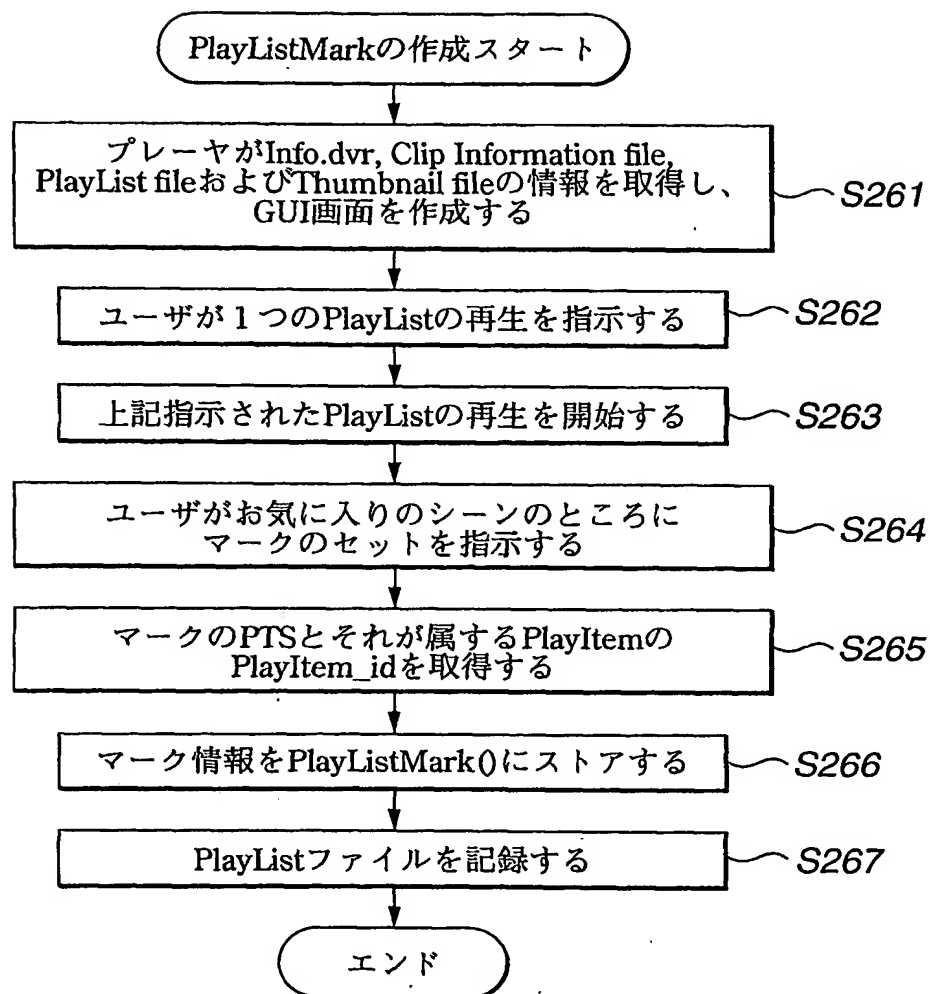 PlayListMarkの作成スタート
プレーヤがInfo.dvr, Clip Information file,
PlayList fileおよびThumbnail fileの情報を取得し、
GUI画面を作成する
S261
ユーザが1つのPlayListの再生を指示する
S262
上記指示されたPlayListの再生を開始する
S263
ユーザがお気に入りのシーンのところに
マークのセットを指示する
S264
マークのPTSとそれが属するPlayItemの
PlayItem_idを取得する
S265
マーク情報をPlayListMark()にストアする
S266
PlayListファイルを記録する
S267
エンド